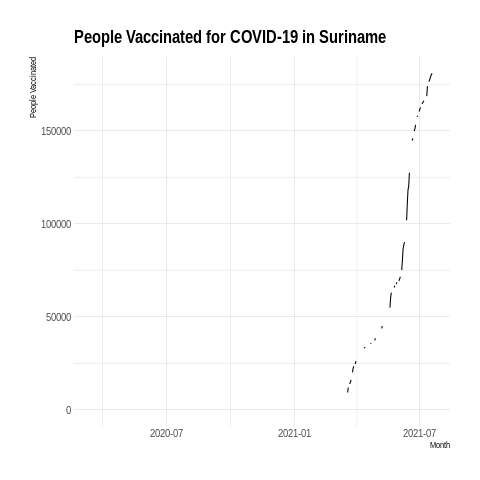 People Vaccinated for COVID-19 in Suriname
People Vaccinated
150000
100000
50000
0
2020-07
2021-01
2021-07
Month